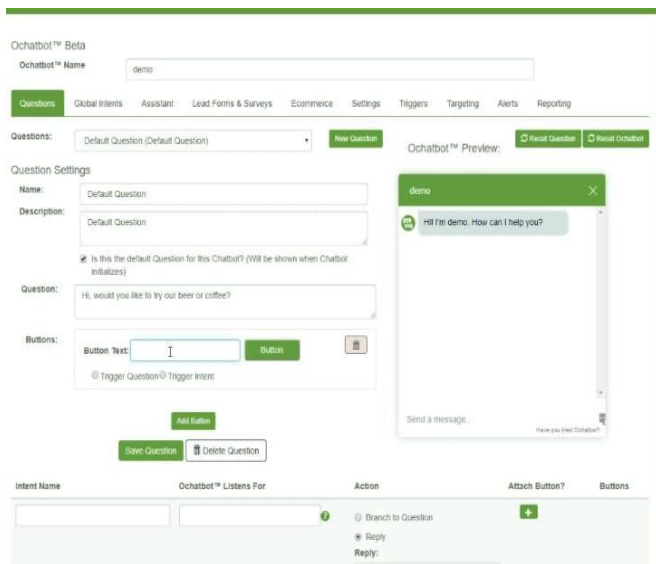 Ochatbot™ Beta
Ochatbot™ Name
demo
Questions Global Intents Assistant Lead Forms & Surveys Ecommerce Settings Triggers Targeting Alerts Reporting
Questions: Default Question (Default Question) New Question
Ochatbot™ Preview: Reset Question Reset Ochatbot
Question Settings
Name: Default Question
Description: Default Question
Is this the default Question for this Chatbot? (Will be shown when Chatbot
initializes)
Question: Hi, would you like to try our beer or coffee?
Buttons:
Button Text: Button
Trigger Question Trigger Intent
Add Button
Save Question Delete Question
demo
Hi! I'm demo. How can I help you?
Send a message...
Have you tried Ochatbot?
Intent Name Ochatbot™ Listens For Action Attach Button? Buttons
Branch to Question
Reply
Reply: